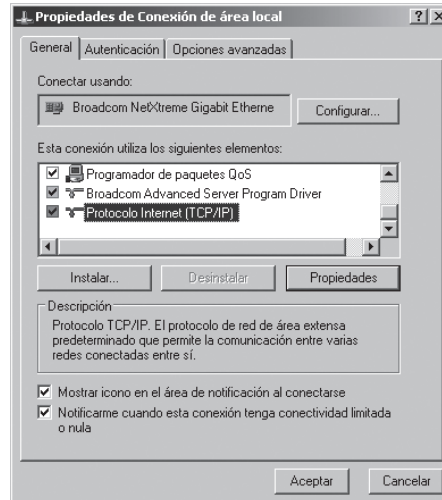 Propiedades de Conexión de área local
General
Autenticación
Opciones avanzadas
Conectar usando:
Broadcom NetXtreme Gigabit Etherne
Configurar...
Esta conexión utiliza los siguientes elementos:
Programador de paquetes QoS
Broadcom Advanced Server Program Driver
Protocolo Internet (TCP/IP)
Instalar...
Desinstalar
Propiedades
Descripción
Protocolo TCP/IP. El protocolo de red de área extensa
predeterminado que permite la comunicación entre varias
redes conectadas entre sí.
Mostrar icono en el área de notificación al conectarse
Notificarme cuando esta conexión tenga conectividad limitada
o nula
Aceptar
Cancelar